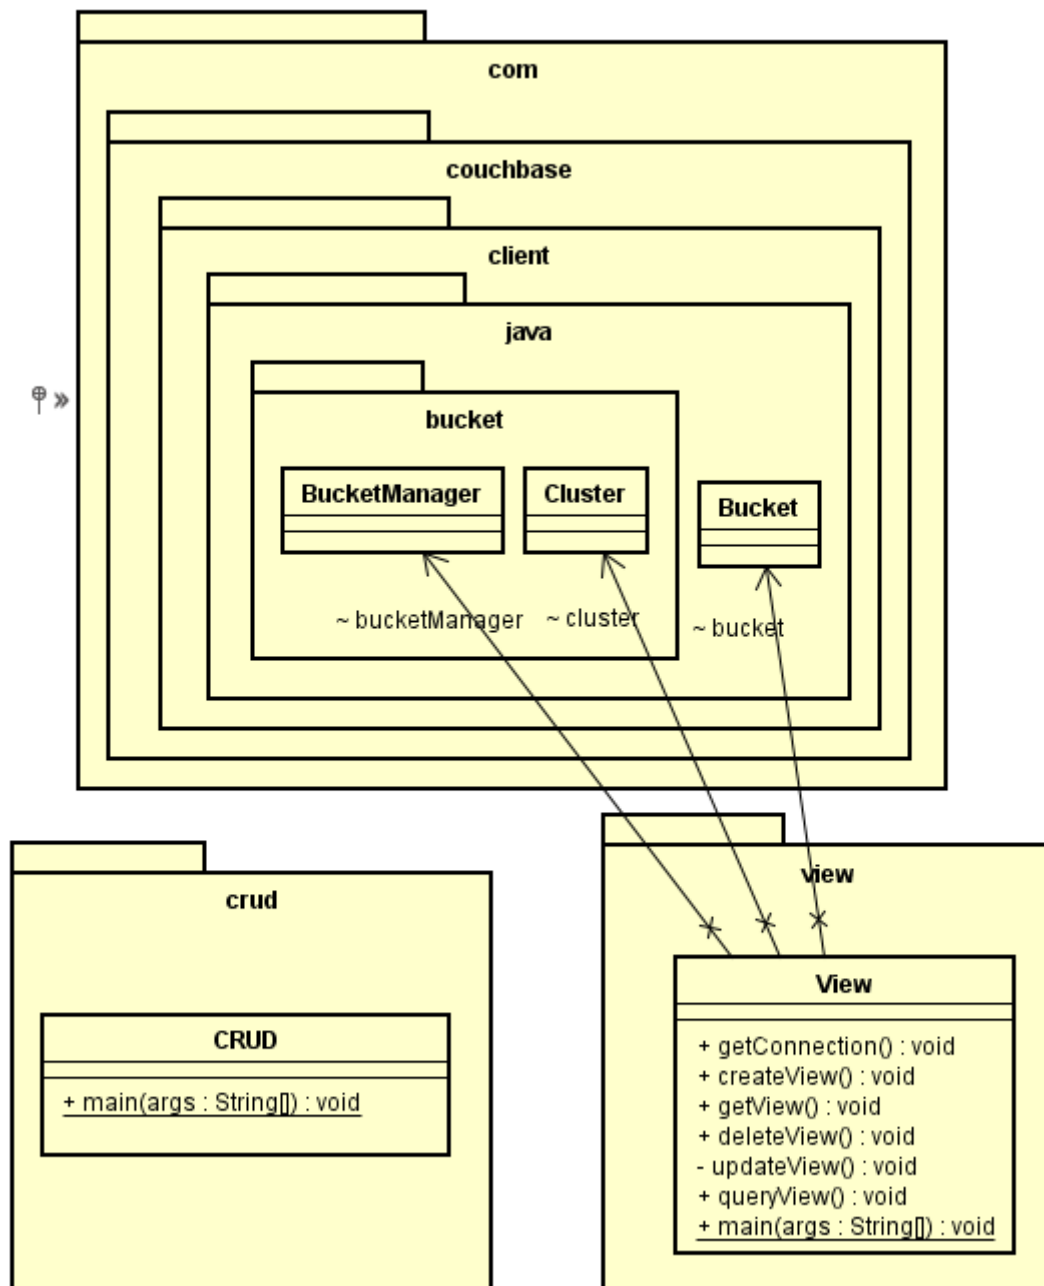 com
couchbase
client
java
bucket
BucketManager
Cluster
Bucket
~ bucketManager
~ cluster
~ bucket
crud
CRUD
+ main(args : String[]) : void
view
View
+ getConnection() : void
+ createView() : void
+ getView() : void
+ deleteView() : void
- updateView() : void
+ queryView() : void
+ main(args : String[]) : void